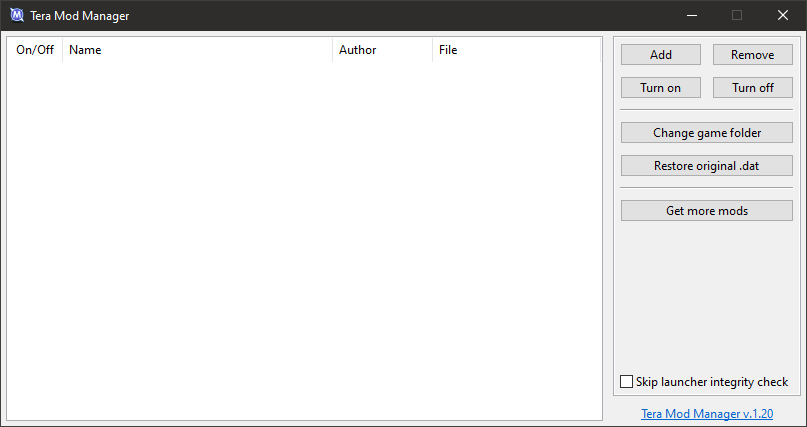 Tera Mod Manager
On/Off Name Author File
Add Remove
Turn on Turn off
Change game folder
Restore original .dat
Get more mods
Skip launcher integrity check
Tera Mod Manager v.1.20